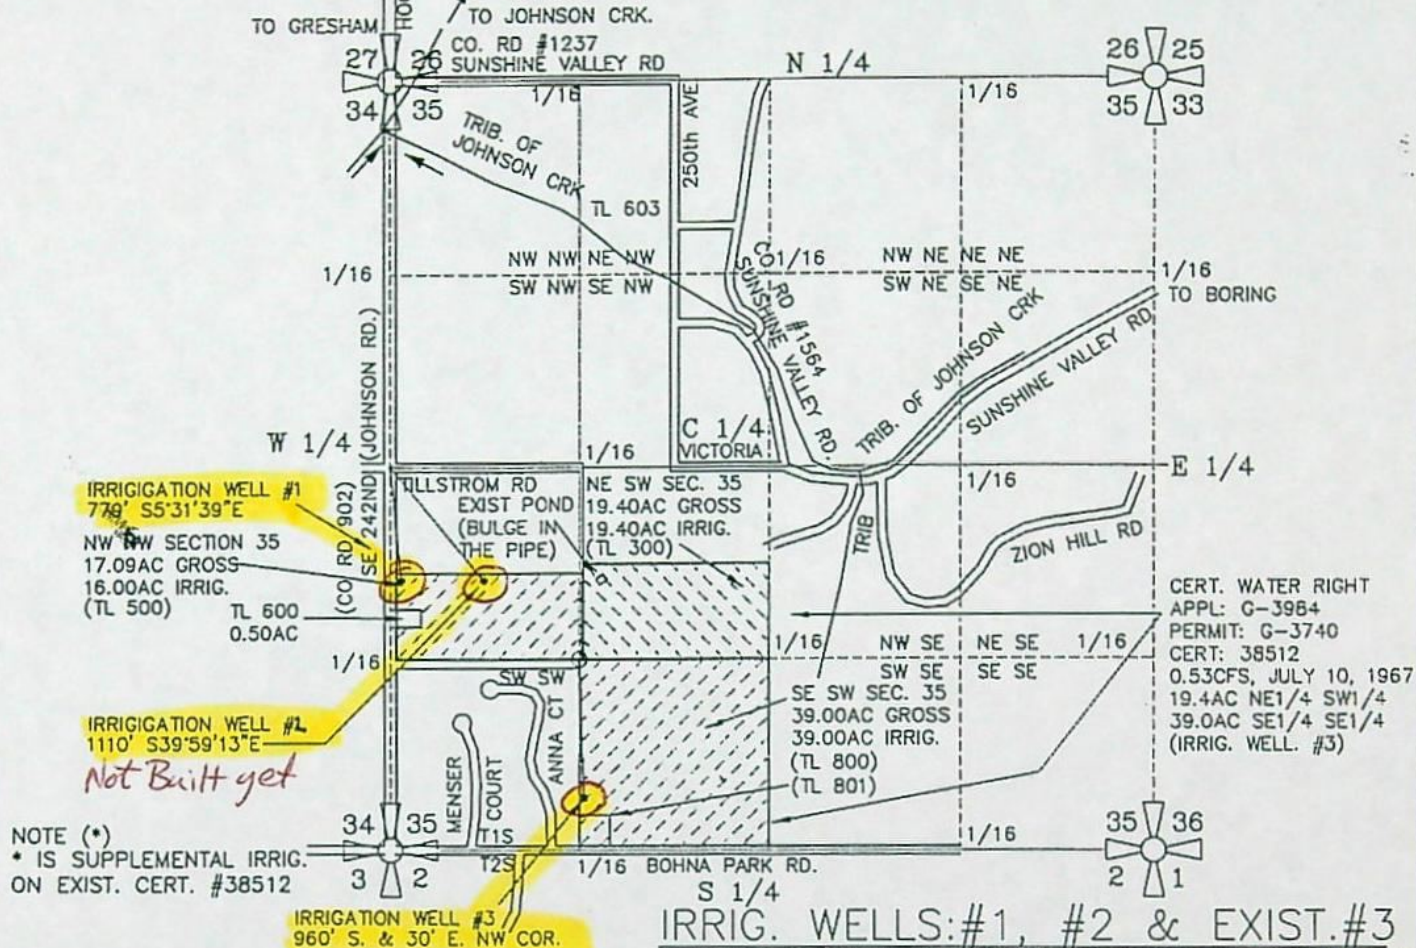 TO GRESHAM
TO JOHNSON CRK.
CO. RD #1237
SUNSHINE VALLEY RD
27 26
34 35
1/16
N 1/4
26 25
35 33
1/16
TRIB. OF
JOHNSON CRK
250th AVE
TL 603
1/16
NW NW NE NW
SW NW SE NW
CO. RD #1564
SUNSHINE VALLEY RD.
1/16
NW NE NE NE
SW NE SE NE
1/16
TO BORING
TRIB. OF JOHNSON CRK
SUNSHINE VALLEY RD.
W 1/4
(CO RD 902)
SE 242ND (JOHNSON RD.)
1/16
C 1/4
VICTORIA
E 1/4
1/16
IRRIGIGATION WELL #1
770' S5°31'39"E
NW NW SECTION 35
17.09AC GROSS
16.00AC IRRIG.
(TL 500)
TL 600
0.50AC
TILLSTROM RD
EXIST POND
(BULGE IN
THE PIPE)
NE SW SEC. 35
19.40AC GROSS
19.40AC IRRIG.
(TL 300)
TRIB
ZION HILL RD
CERT. WATER RIGHT
APPL: G-3984
PERMIT: G-3740
CERT: 38512
0.53CFS, JULY 10, 1967
19.4AC NE1/4 SW1/4
39.0AC SE1/4 SE1/4
(IRRIG. WELL. #3)
1/16
1/16
NW SE NE SE
SW SE SE SE
1/16
SW SW
SE SW SEC. 35
39.00AC GROSS
39.00AC IRRIG.
(TL 800)
(TL 801)
IRRIGIGATION WELL #2
1110' S39°59'13"E
Not Built yet
MENSER
COURT
ANNA CT
NOTE (*)
* IS SUPPLEMENTAL IRRIG.
ON EXIST. CERT. #38512
34 35
3 2
T1S
T2S
1/16
BOHNA PARK RD.
S 1/4
1/16
35 36
2 1
IRRIGATION WELL #3
960' S. & 30' E. NW COR.
IRRIG. WELLS:#1, #2 & EXIST.#3